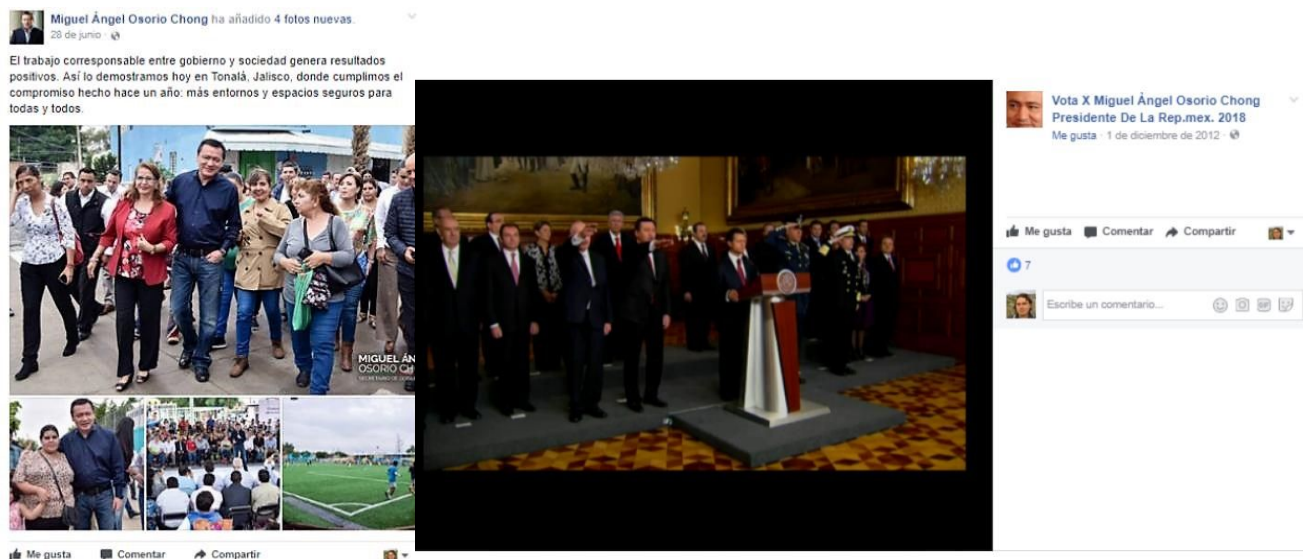 Miguel Ángel Osorio Chong ha añadido 4 fotos nuevas.
28 de junio
El trabajo corresponsable entre gobierno y sociedad genera resultados
positivos. Así lo demostramos hoy en Tonalá, Jalisco, donde cumplimos el
compromiso hecho hace un año: más entornos y espacios seguros para
todas y todos.
MIGUEL ÁN
OSORIO CH
Me gusta Comentar Compartir
Vota X Miguel Ángel Osorio Chong
Presidente De La Rep.mex. 2018
Me gusta · 1 de diciembre de 2012
Me gusta Comentar Compartir
7
Escribe un comentario...
GIF